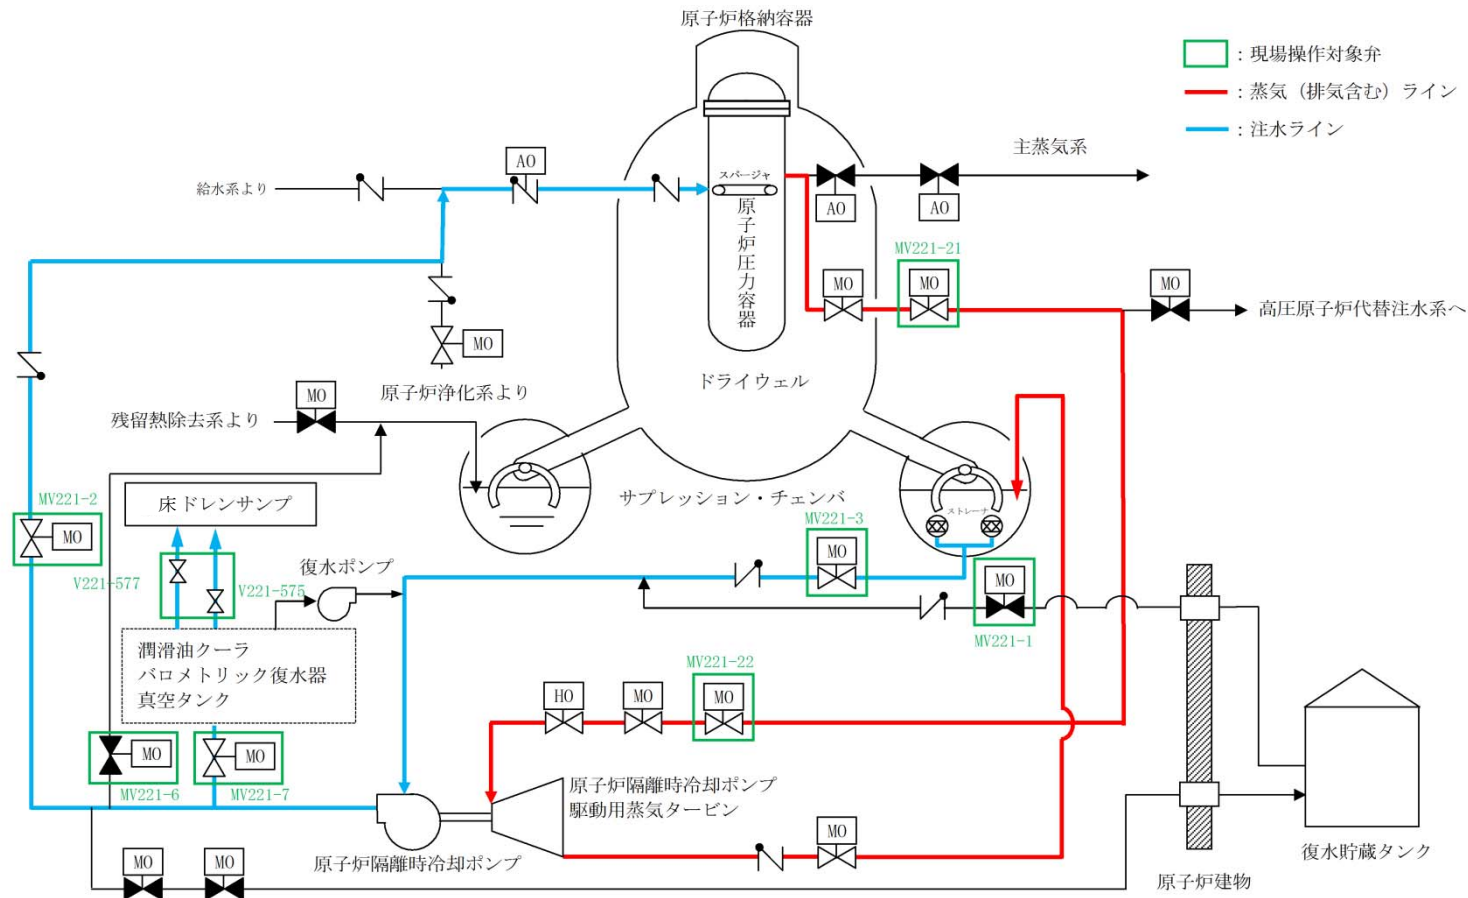 原子炉格納容器
：現場操作対象弁
：蒸気（排気含む）ライン
：注水ライン
主蒸気系
AO
給水系より
スパージャ
原子炉圧力容器
AO
AO
MV221-21
MO
MO
MO
高圧原子炉代替注水系へ
MO
原子炉浄化系より
ドライウェル
MO
残留熱除去系より
MV221-2
MO
床ドレンサンプ
サプレッション・チェンバ
ストレーナ
MV221-3
MO
V221-577
V221-575
復水ポンプ
MO
MV221-1
潤滑油クーラ
バロメトリック復水器
真空タンク
MV221-22
HO
MO
MO
MO
MV221-6
MO
MV221-7
原子炉隔離時冷却ポンプ
駆動用蒸気タービン
原子炉隔離時冷却ポンプ
MO
MO
MO
復水貯蔵タンク
原子炉建物